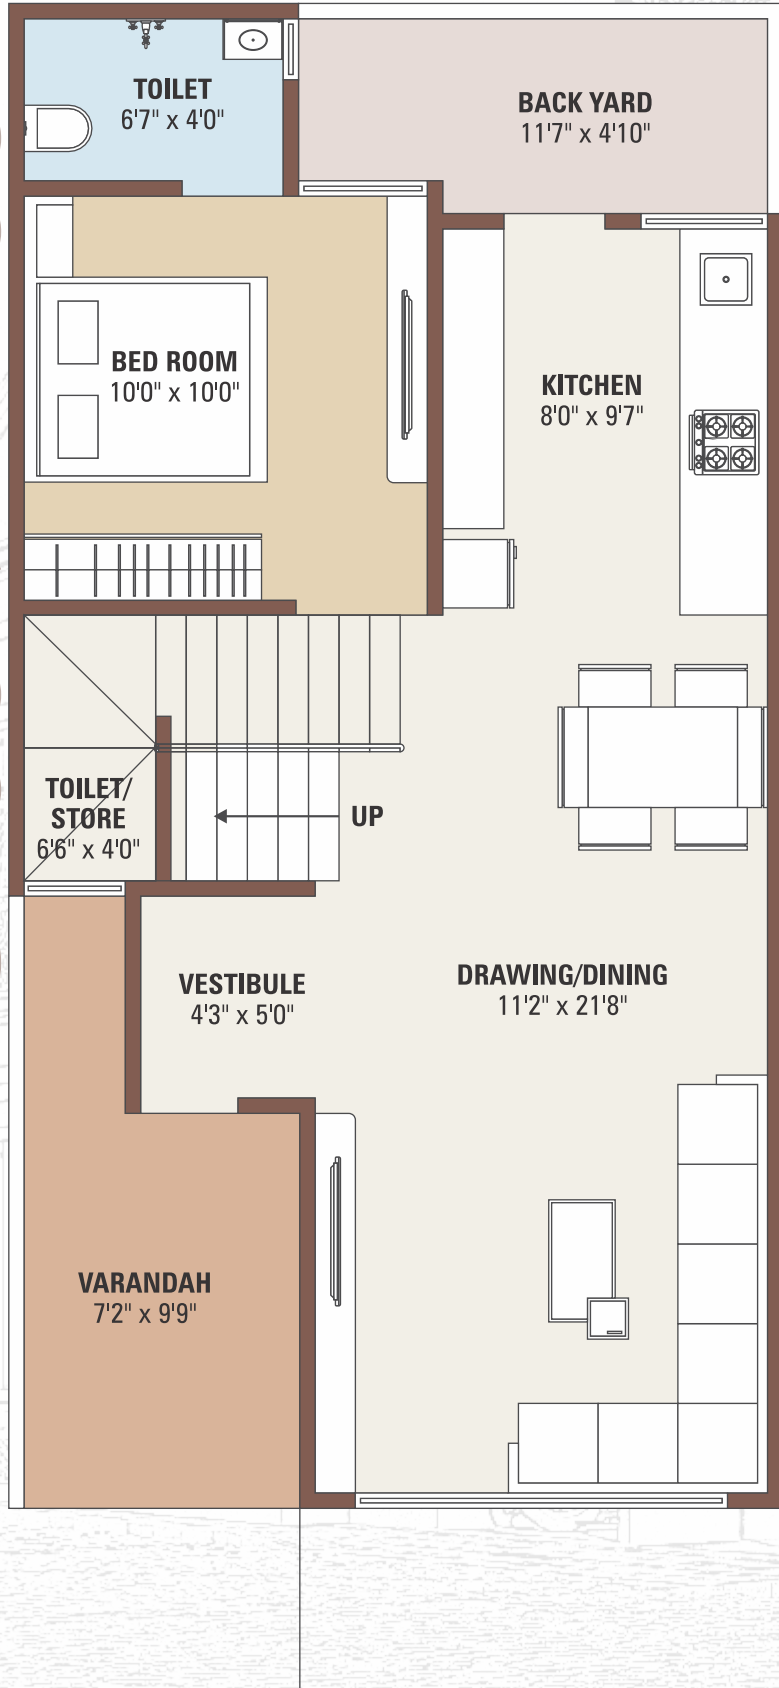 TOILET
6'7" x 4'0"
BACK YARD
11'7" x 4'10"
BED ROOM
10'0" x 10'0"
KITCHEN
8'0" x 9'7"
TOILET/
STORE
6'6" x 4'0"
UP
VESTIBULE
4'3" x 5'0"
DRAWING/DINING
11'2" x 21'8"
VARANDAH
7'2" x 9'9"